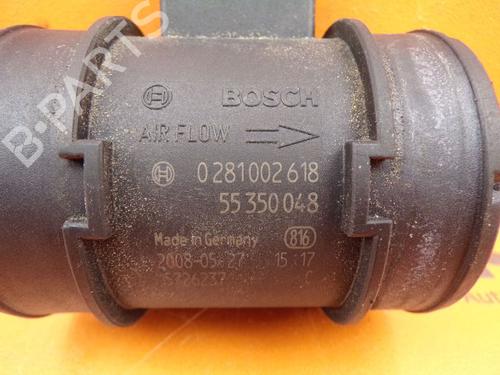 BOSCH
AIR FLOW
0 281 002 618
55 350 048
Made in Germany 816
2008-05-27 15:17
B-PARTS